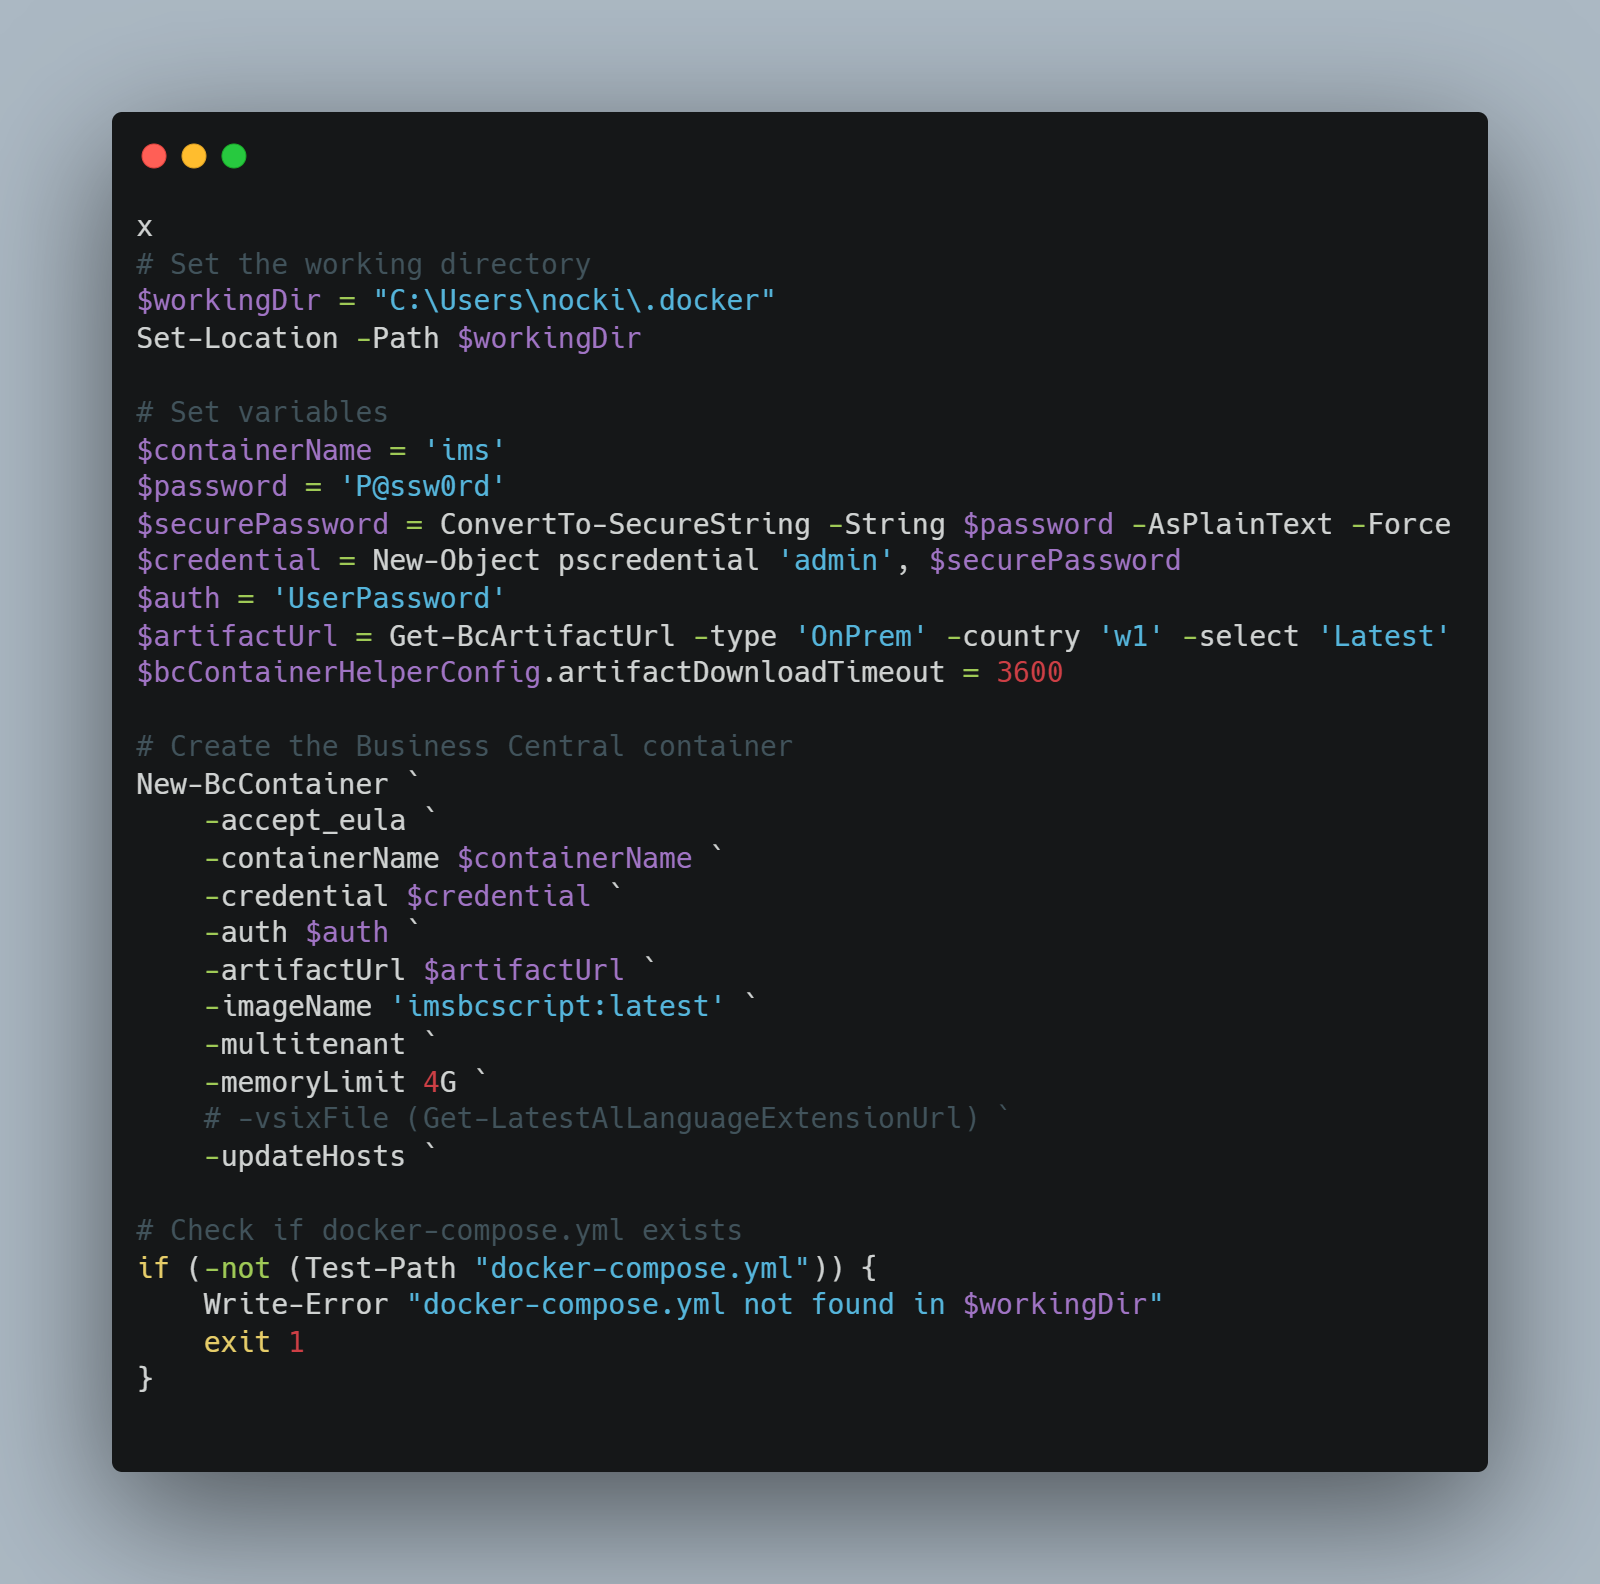 x
# Set the working directory
$workingDir = "C:\Users\nocki\.docker"
Set-Location -Path $workingDir

# Set variables
$containerName = 'ims'
$password = 'P@ssw0rd'
$securePassword = ConvertTo-SecureString -String $password -AsPlainText -Force
$credential = New-Object pscredential 'admin', $securePassword
$auth = 'UserPassword'
$artifactUrl = Get-BcArtifactUrl -type 'OnPrem' -country 'w1' -select 'Latest'
$bcContainerHelperConfig.artifactDownloadTimeout = 3600

# Create the Business Central container
New-BcContainer `
    -accept_eula `
    -containerName $containerName `
    -credential $credential `
    -auth $auth `
    -artifactUrl $artifactUrl `
    -imageName 'imsbcscript:latest' `
    -multitenant `
    -memoryLimit 4G `
    # -vsixFile (Get-LatestAlLanguageExtensionUrl) `
    -updateHosts `

# Check if docker-compose.yml exists
if (-not (Test-Path "docker-compose.yml")) {
    Write-Error "docker-compose.yml not found in $workingDir"
    exit 1
}